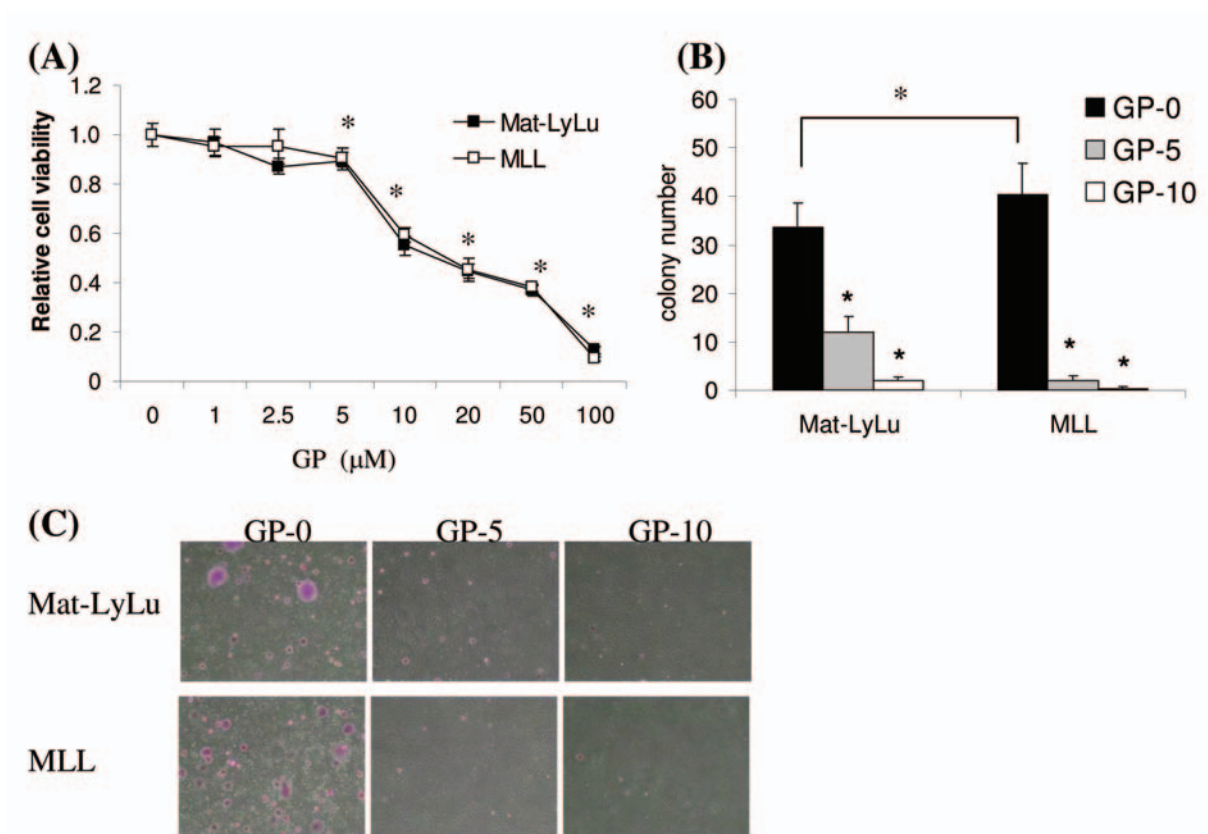 (A)
1.2
1.0
0.8
0.6
0.4
0.2
0
Relative cell viability
Mat-LyLu
MLL
* * * * *
0 1 2.5 5 10 20 50 100
GP (µM)
(B)
60
50
40
30
20
10
0
colony number
*
GP-0
GP-5
GP-10
* * * *
Mat-LyLu MLL
(C)
GP-0 GP-5 GP-10
Mat-LyLu
MLL